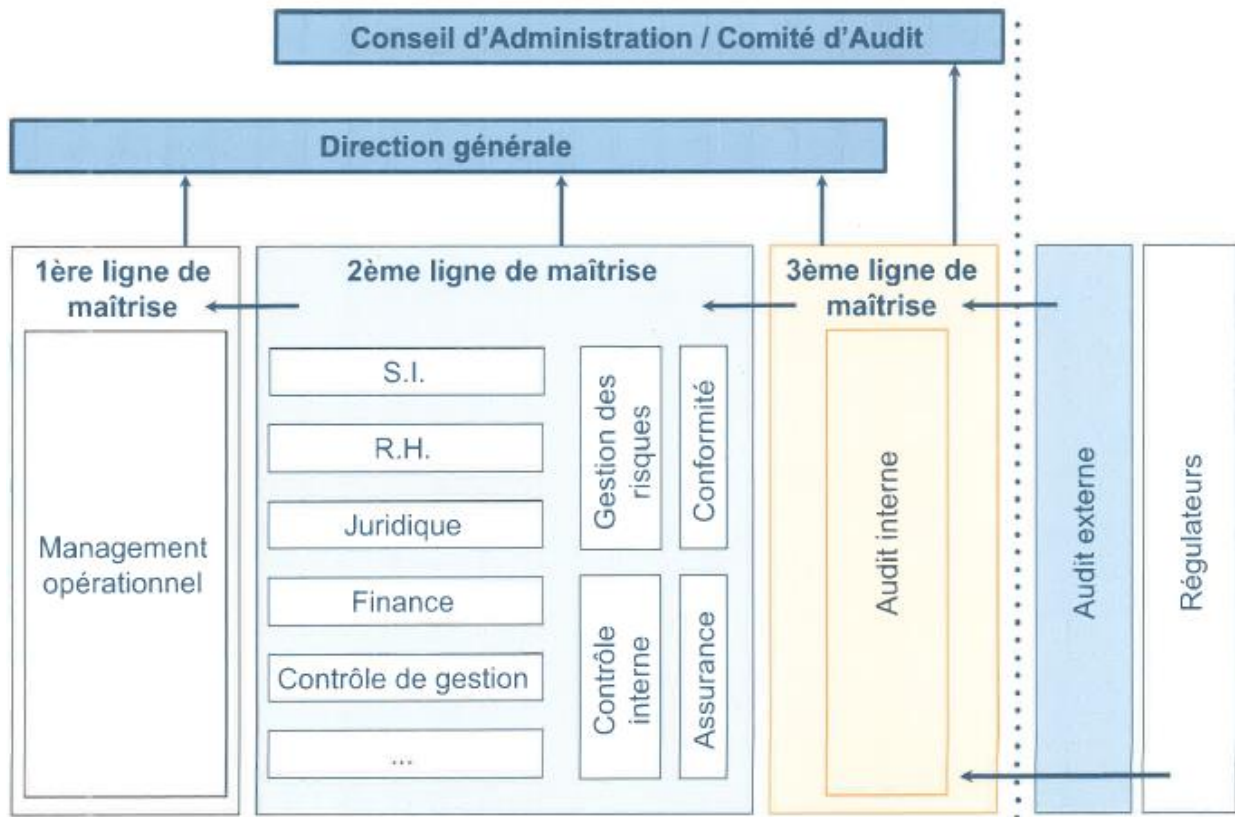 Conseil d'Administration / Comité d'Audit
Direction générale
1ère ligne de
maîtrise
Management
opérationnel
2ème ligne de maîtrise
S.I.
R.H.
Juridique
Finance
Contrôle de gestion
...
Gestion des
risques
Conformité
Contrôle
interne
Assurance
3ème ligne de
maîtrise
Audit interne
Audit externe
Régulateurs